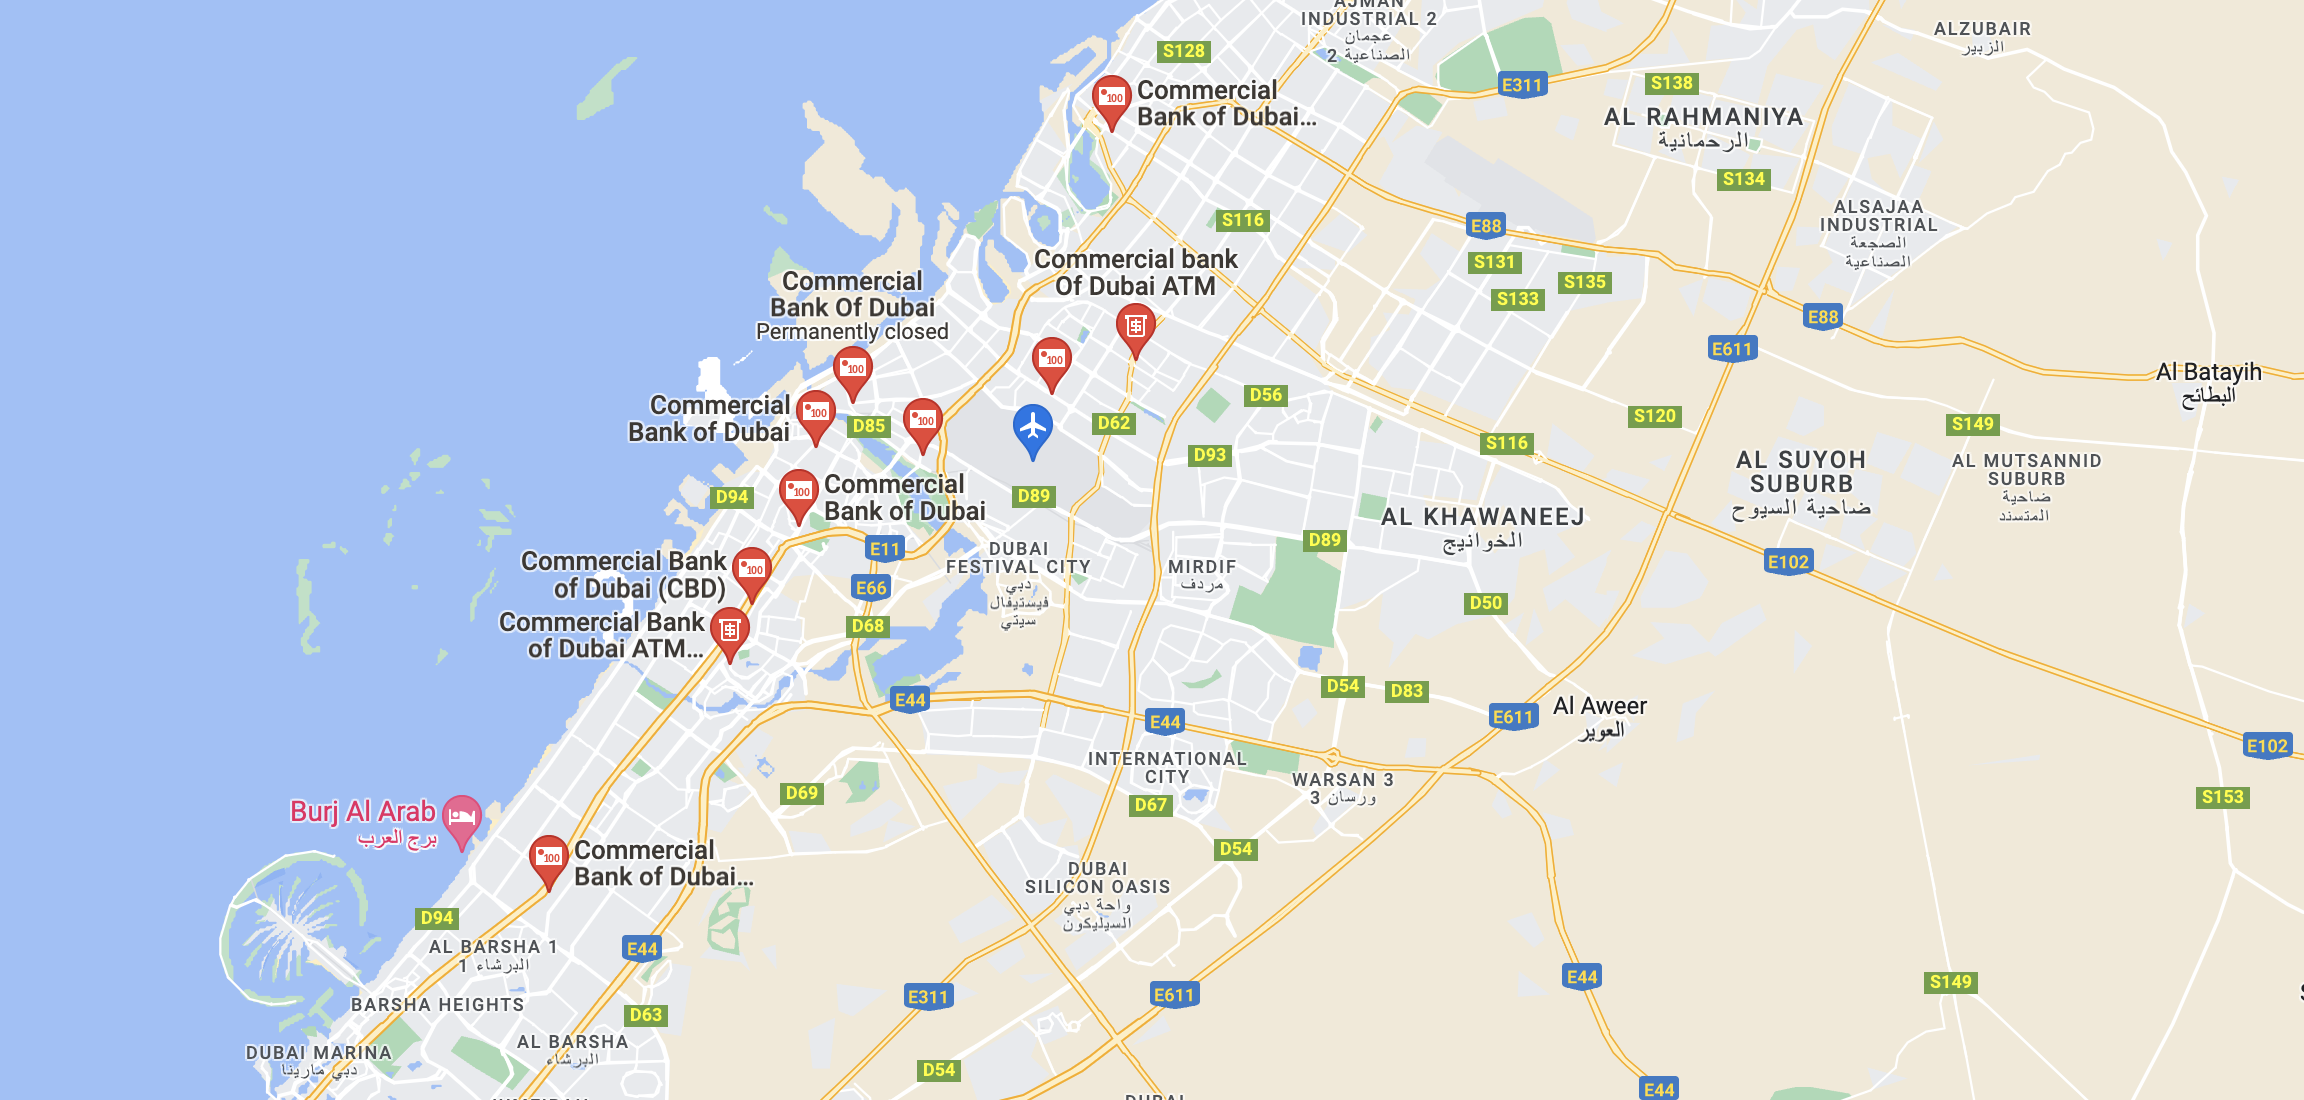 AJMAN
INDUSTRIAL 2
عجمان
الصناعية 2
ALZUBAIR
الزبير
S128
E311
S138
Commercial
Bank of Dubai...
100
AL RAHMANIYA
الرحمانية
S134
ALSAJAA
INDUSTRIAL
الصجعة
الصناعية
S116
E88
S131
S135
S133
E88
E611
Commercial bank
Of Dubai ATM
Commercial
Bank Of Dubai
Permanently closed
100
100
Al Batayih
البطائح
D56
S120
S149
Commercial
Bank of Dubai
100
D85
100
D62
S116
D93
AL SUYOH
SUBURB
ضاحية السيوح
AL MUTSANNID
SUBURB
ضاحية
المتسند
D94
100
Commercial
Bank of Dubai
D89
AL KHAWANEEJ
الخوانيج
D89
E11
DUBAI
FESTIVAL CITY
دبي
فيستيفال
سيتي
MIRDIF
مردف
E102
Commercial Bank
of Dubai (CBD)
100
E66
D50
Commercial Bank
of Dubai ATM...
D68
E44
D54
D83
E44
E611
Al Aweer
العوير
E102
INTERNATIONAL
CITY
WARSAN 3
ورسان 3
D69
D67
S153
Burj Al Arab
برج العرب
100
Commercial
Bank of Dubai...
D54
DUBAI
SILICON OASIS
واحة دبي
السيليكون
D94
AL BARSHA 1
البرشاء 1
E44
E44
BARSHA HEIGHTS
E311
E611
S149
D63
DUBAI MARINA
دبي مارينا
AL BARSHA
البرشاء
D54
E44
DUBAI